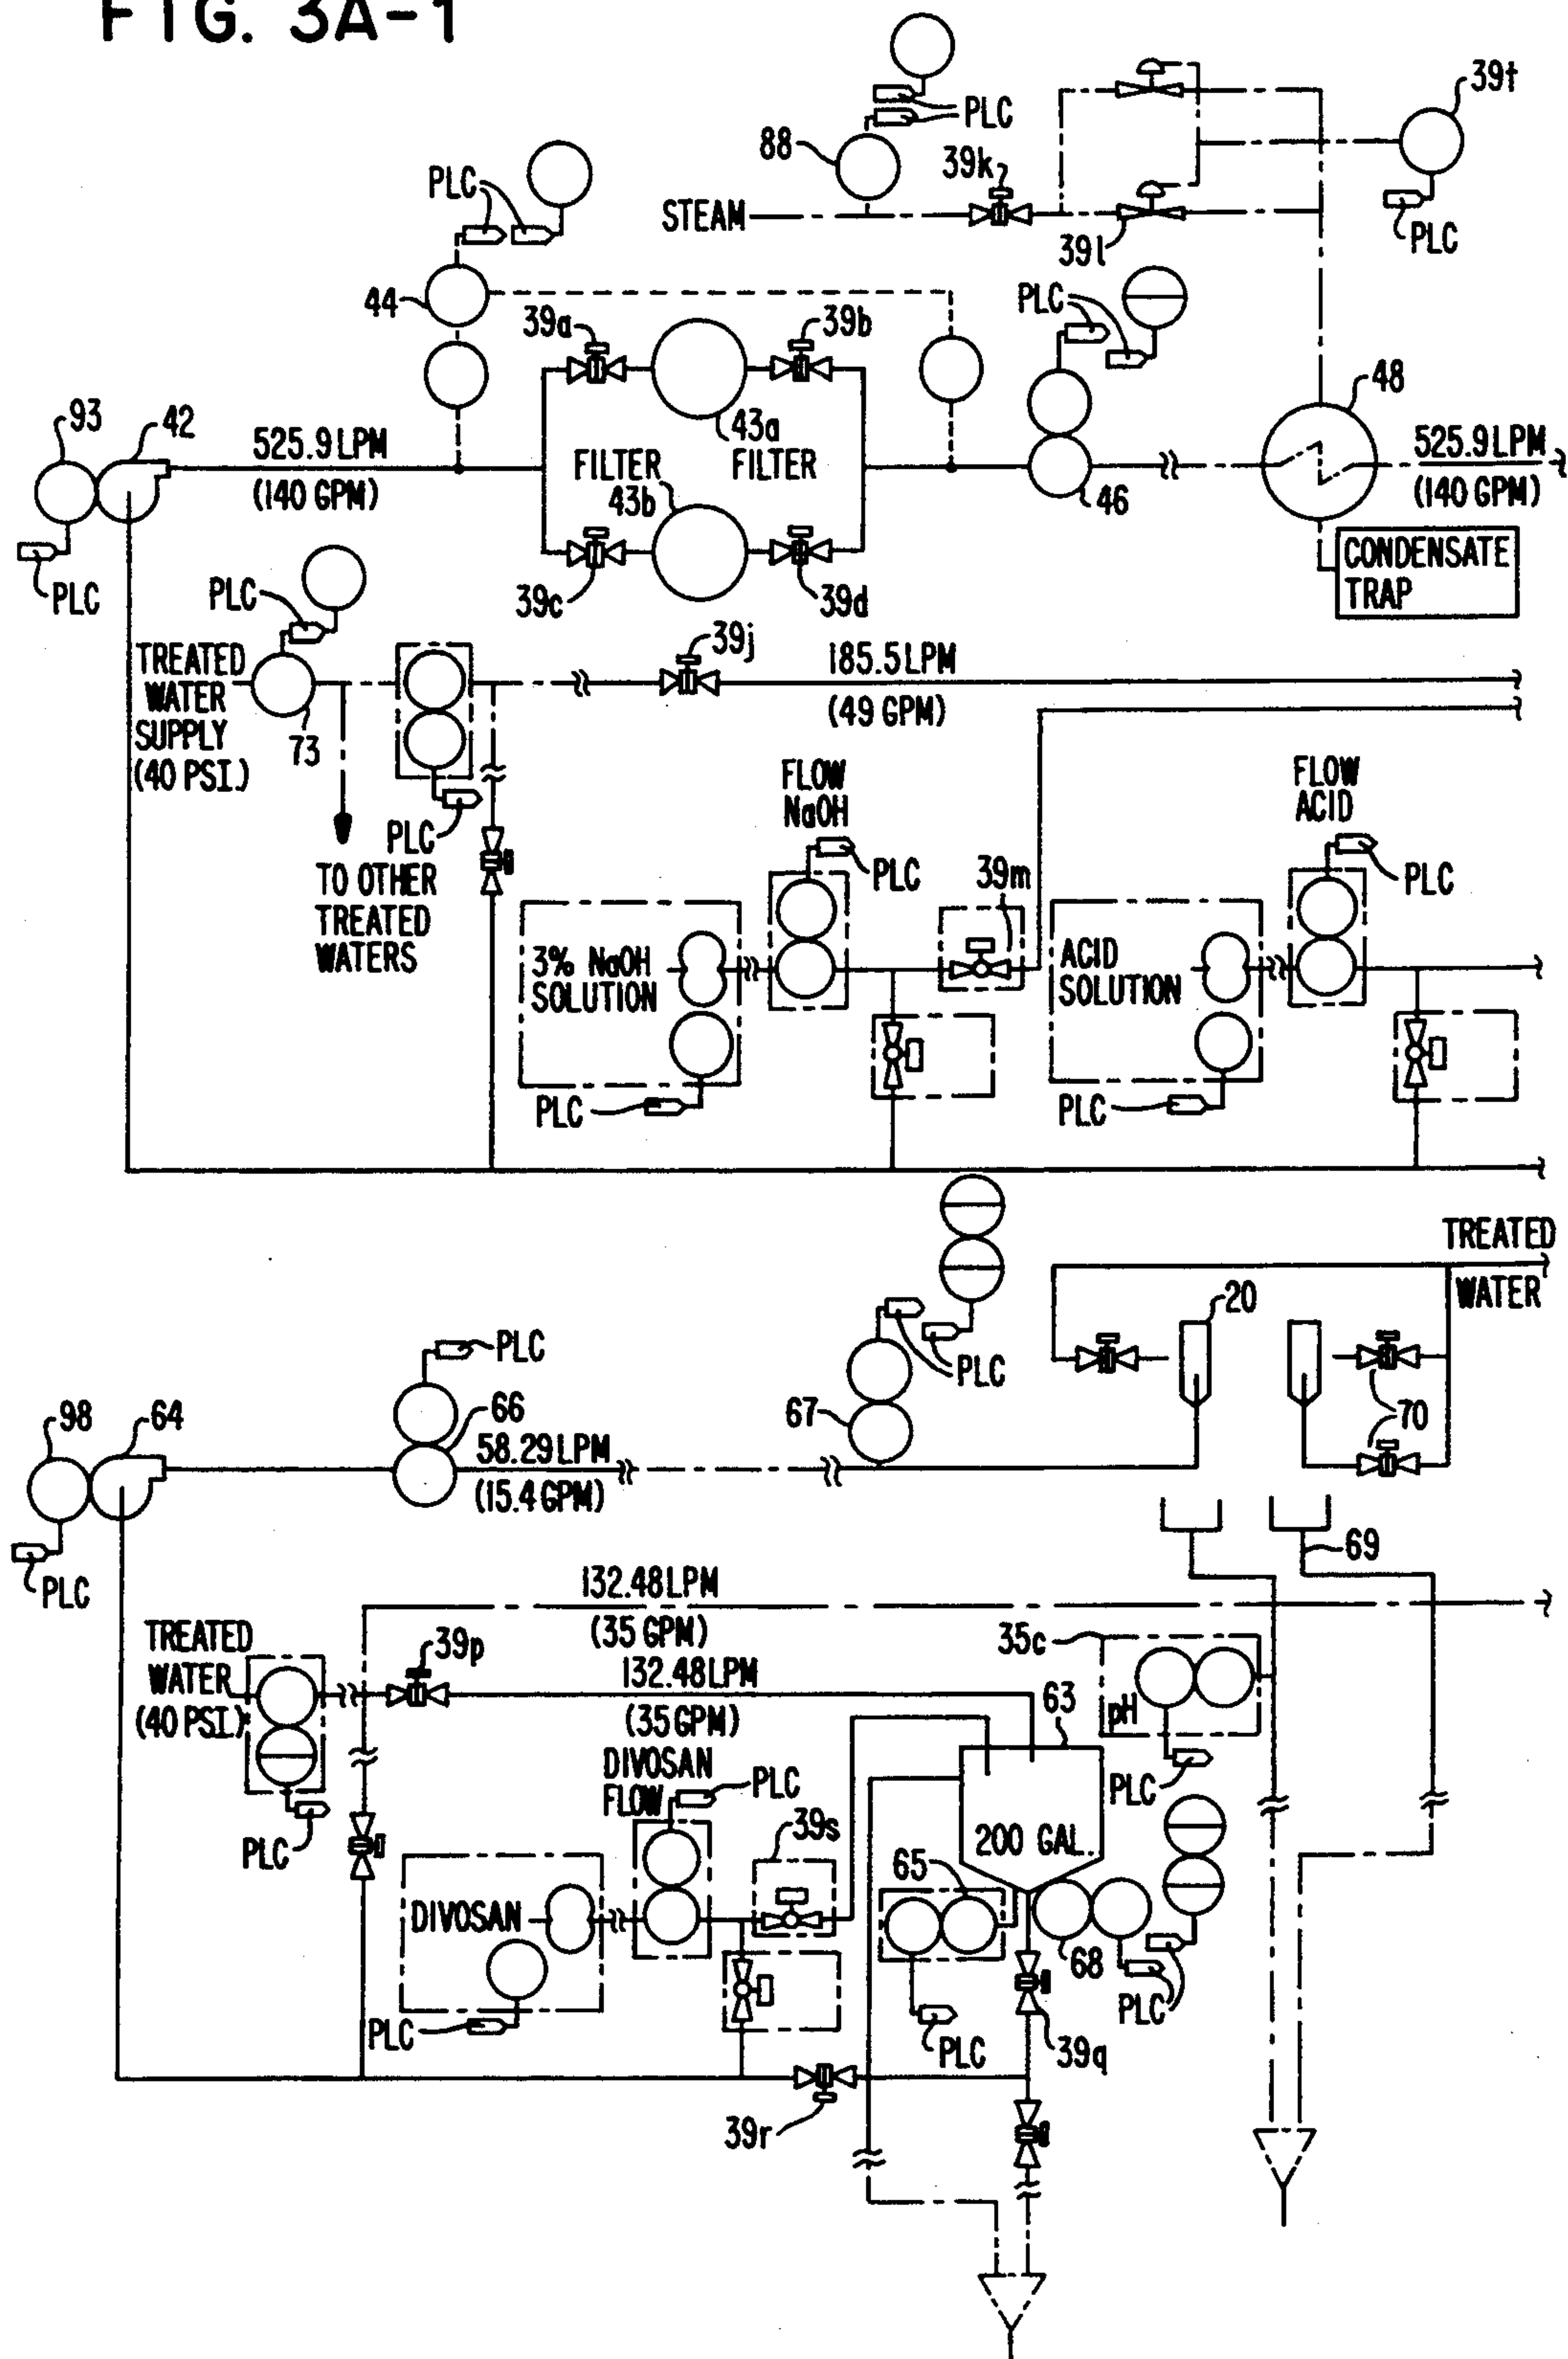 FIG. 3A-1
PLC
39t
88
39k
PLC
STEAM
39l
PLC
44
39a
39b
PLC
48
93
42
525.9 LPM
(140 GPM)
43a
FILTER
FILTER
43b
46
525.9 LPM
(140 GPM)
PLC
39c
39d
CONDENSATE
TRAP
PLC
TREATED
WATER
SUPPLY
(40 PSI.)
73
39j
185.5 LPM
(49 GPM)
PLC
TO OTHER
TREATED
WATERS
FLOW
NaOH
PLC
39m
FLOW
ACID
PLC
3% NaOH
SOLUTION
PLC
ACID
SOLUTION
PLC
TREATED
WATER
20
PLC
PLC
67
70
98
64
66
58.29 LPM
(15.4 GPM)
PLC
69
132.48 LPM
(35 GPM)
TREATED
WATER
(40 PSI.)
39p
132.48 LPM
(35 GPM)
35c
pH
63
PLC
PLC
DIVOSAN
FLOW
PLC
39s
200 GAL.
65
DIVOSAN
68
PLC
PLC
PLC
39q
39r